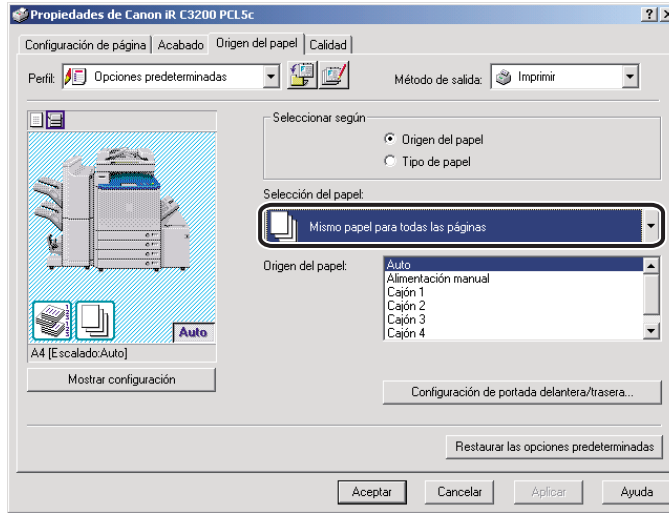 Propiedades de Canon iR C3200 PCL5c
Configuración de página Acabado Origen del papel Calidad
Perfil: Opciones predeterminadas Método de salida: Imprimir
Seleccionar según
Origen del papel
Tipo de papel
Selección del papel:
Mismo papel para todas las páginas
Origen del papel:
Auto
Alimentación manual
Cajón 1
Cajón 2
Cajón 3
Cajón 4
Auto
A4 [Escalado:Auto]
Mostrar configuración
Configuración de portada delantera/trasera...
Restaurar las opciones predeterminadas
Aceptar Cancelar Aplicar Ayuda